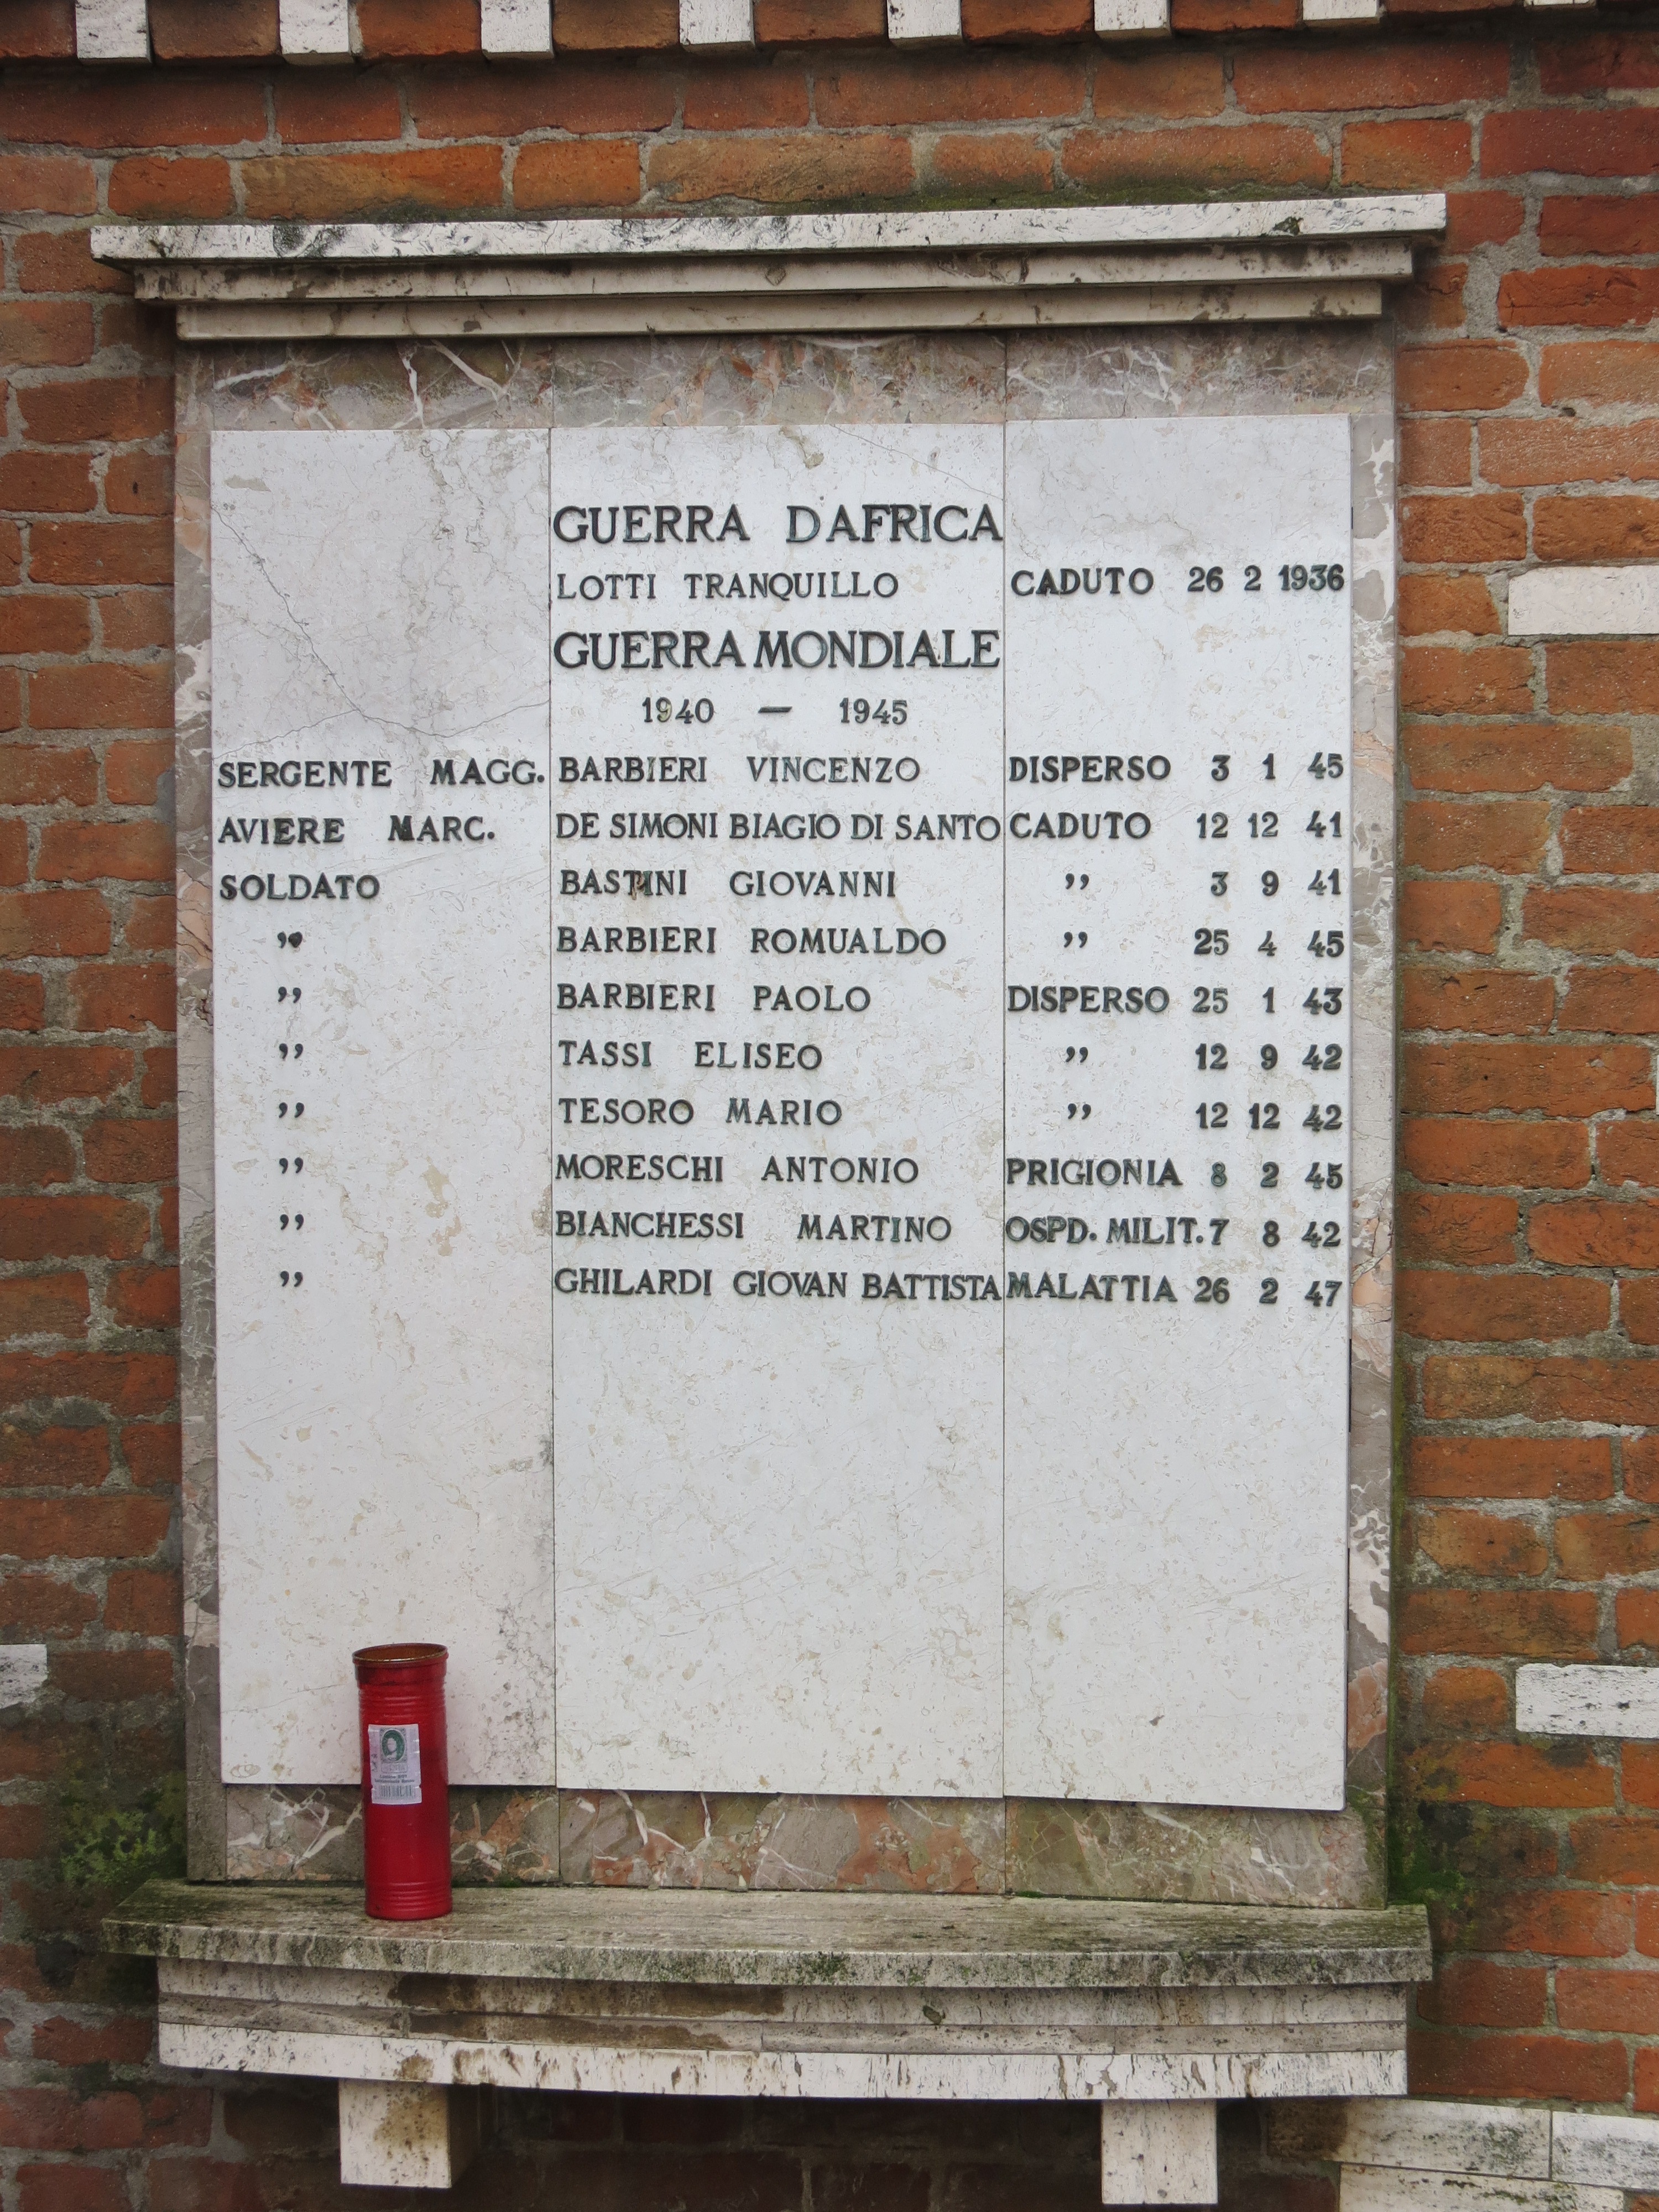 GUERRA D AFRICA
LOTTI TRANQUILLO CADUTO 26 2 1936
GUERRA MONDIALE
1940 — 1945
SERGENTE MAGG. BARBIERI VINCENZO DISPERSO 3 1 45
AVIERE MARC. DE SIMONI BIAGIO DI SANTO CADUTO 12 12 41
SOLDATO BASTINI GIOVANNI ” 3 9 41
” BARBIERI ROMUALDO ” 25 4 45
” BARBIERI PAOLO DISPERSO 25 1 43
” TASSI ELISEO ” 12 9 42
” TESORO MARIO ” 12 12 42
” MORESCHI ANTONIO PRIGIONIA 8 2 45
” BIANCHESSI MARTINO OSPD. MILIT. 7 8 42
” GHILARDI GIOVAN BATTISTA MALATTIA 26 2 47